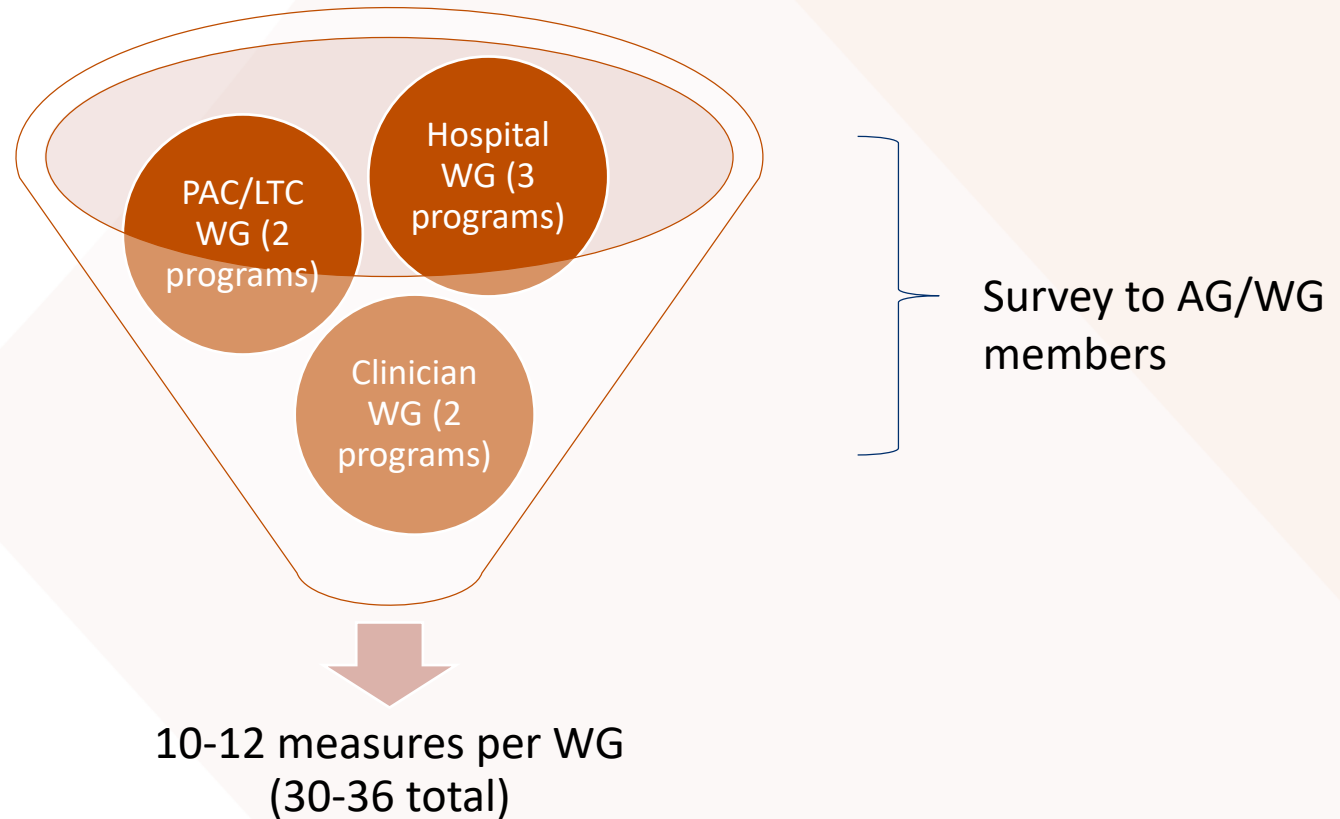 Hospital
WG (3
programs)
PAC/LTC
WG (2
programs)
Clinician
WG (2
programs)
Survey to AG/WG
members
10-12 measures per WG
(30-36 total)